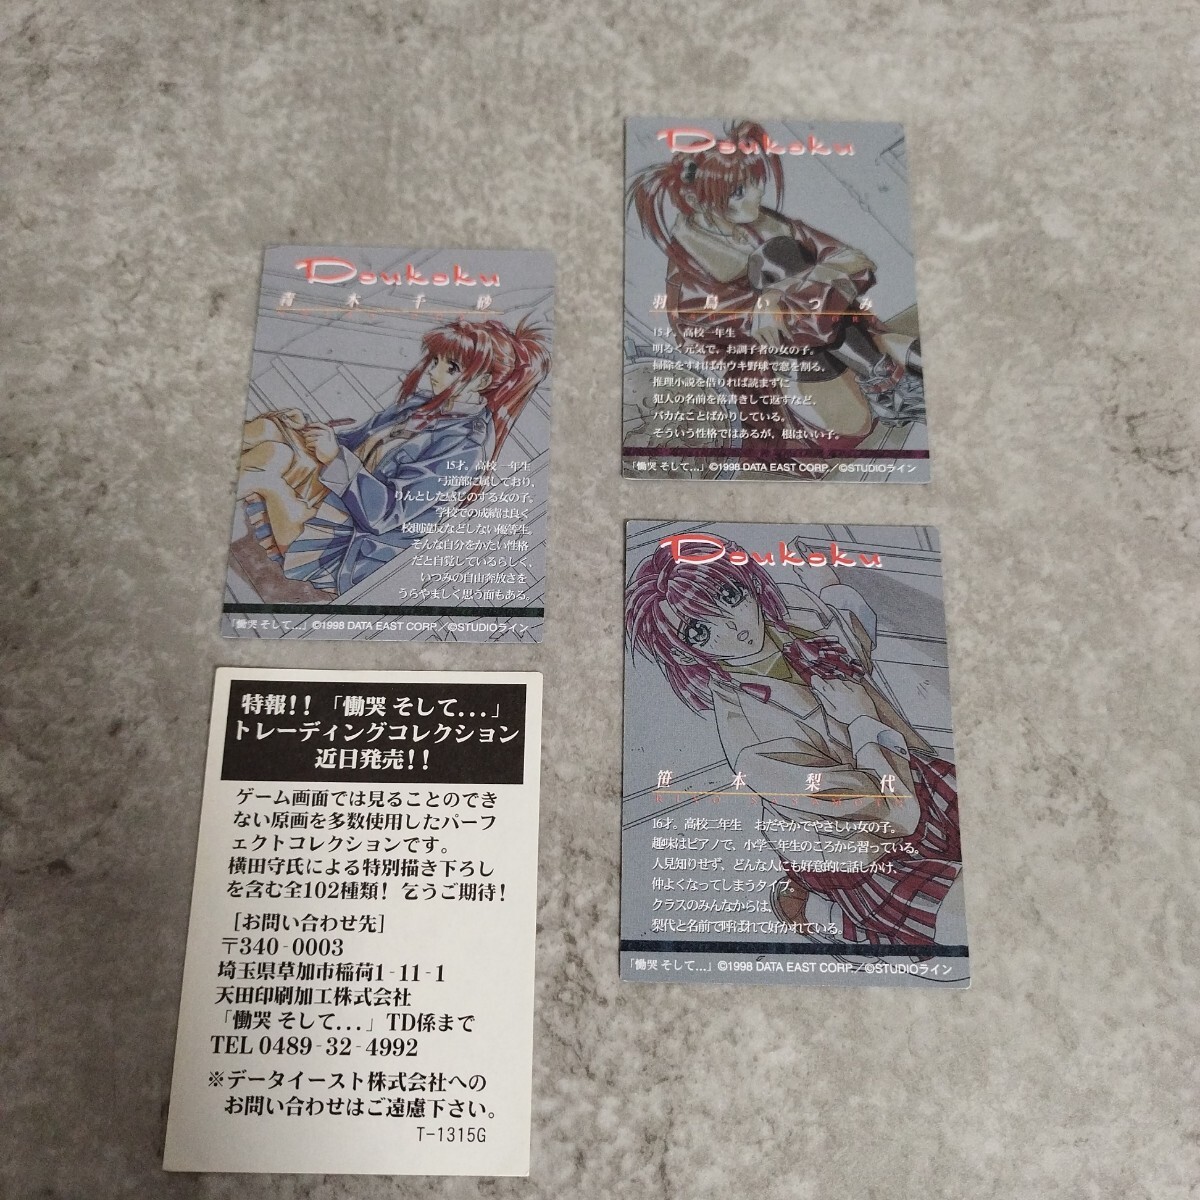 Doukoku
青木千砂
15才。高校一年生
弓道部に属しており、
りんとした感じのする女の子。
学校での成績は良く
校則違反などしない優等生。
そんな自分をかたい性格
だと自覚しているらしく、
いつみの自由奔放さを
うらやましく思う面もある。
「慟哭 そして…」©1998 DATA EAST CORP.／©STUDIOライン
Doukoku
羽鳥いつみ
15才。高校一年生
明るく元気で、お調子者の女の子。
掃除をすればホウキ野球で窓を割る。
推理小説を借りれば読まずに
犯人の名前を落書きして返すなど、
バカなことばかりしている。
そういう性格ではあるが、根はいい子。
「慟哭 そして…」©1998 DATA EAST CORP.／©STUDIOライン
Doukoku
笹本梨代
RIYO SASAMOTO
16才。高校二年生　おだやかでやさしい女の子。
趣味はピアノで、小学二年生のころから習っている。
人見知りせず、どんな人にも好意的に話しかけ、
仲よくなってしまうタイプ。
クラスのみんなからは、
梨代と名前で呼ばれて好かれている。
「慟哭 そして…」©1998 DATA EAST CORP.／©STUDIOライン
特報!!「慟哭 そして...」
トレーディングコレクション
近日発売!!
ゲーム画面では見ることのでき
ない原画を多数使用したパーフ
ェクトコレクションです。
横田守氏による特別描き下ろし
を含む全102種類! 乞うご期待!
[お問い合わせ先]
〒340-0003
埼玉県草加市稲荷1-11-1
天田印刷加工株式会社
「慟哭 そして...」TD係まで
TEL 0489-32-4992
※データイースト株式会社への
お問い合わせはご遠慮下さい。
T-1315G